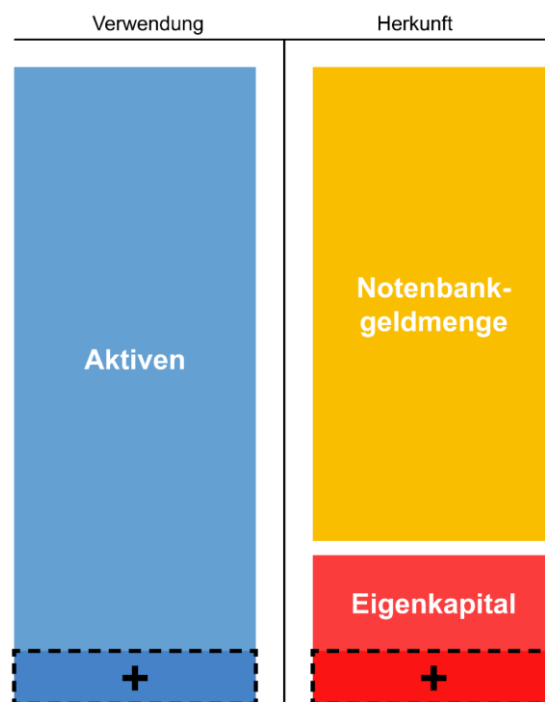 Verwendung
Herkunft
Aktiven
Notenbank-
geldmenge
Eigenkapital
+
+